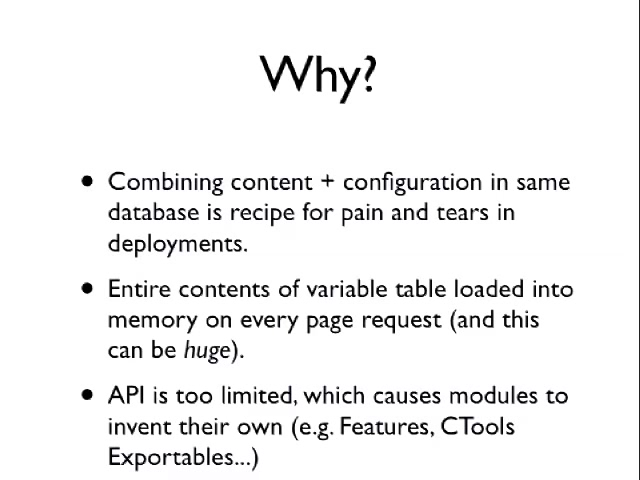 Why?
• Combining content + configuration in same
database is recipe for pain and tears in
deployments.
• Entire contents of variable table loaded into
memory on every page request (and this
can be huge).
• API is too limited, which causes modules to
invent their own (e.g. Features, CTools
Exportables...)